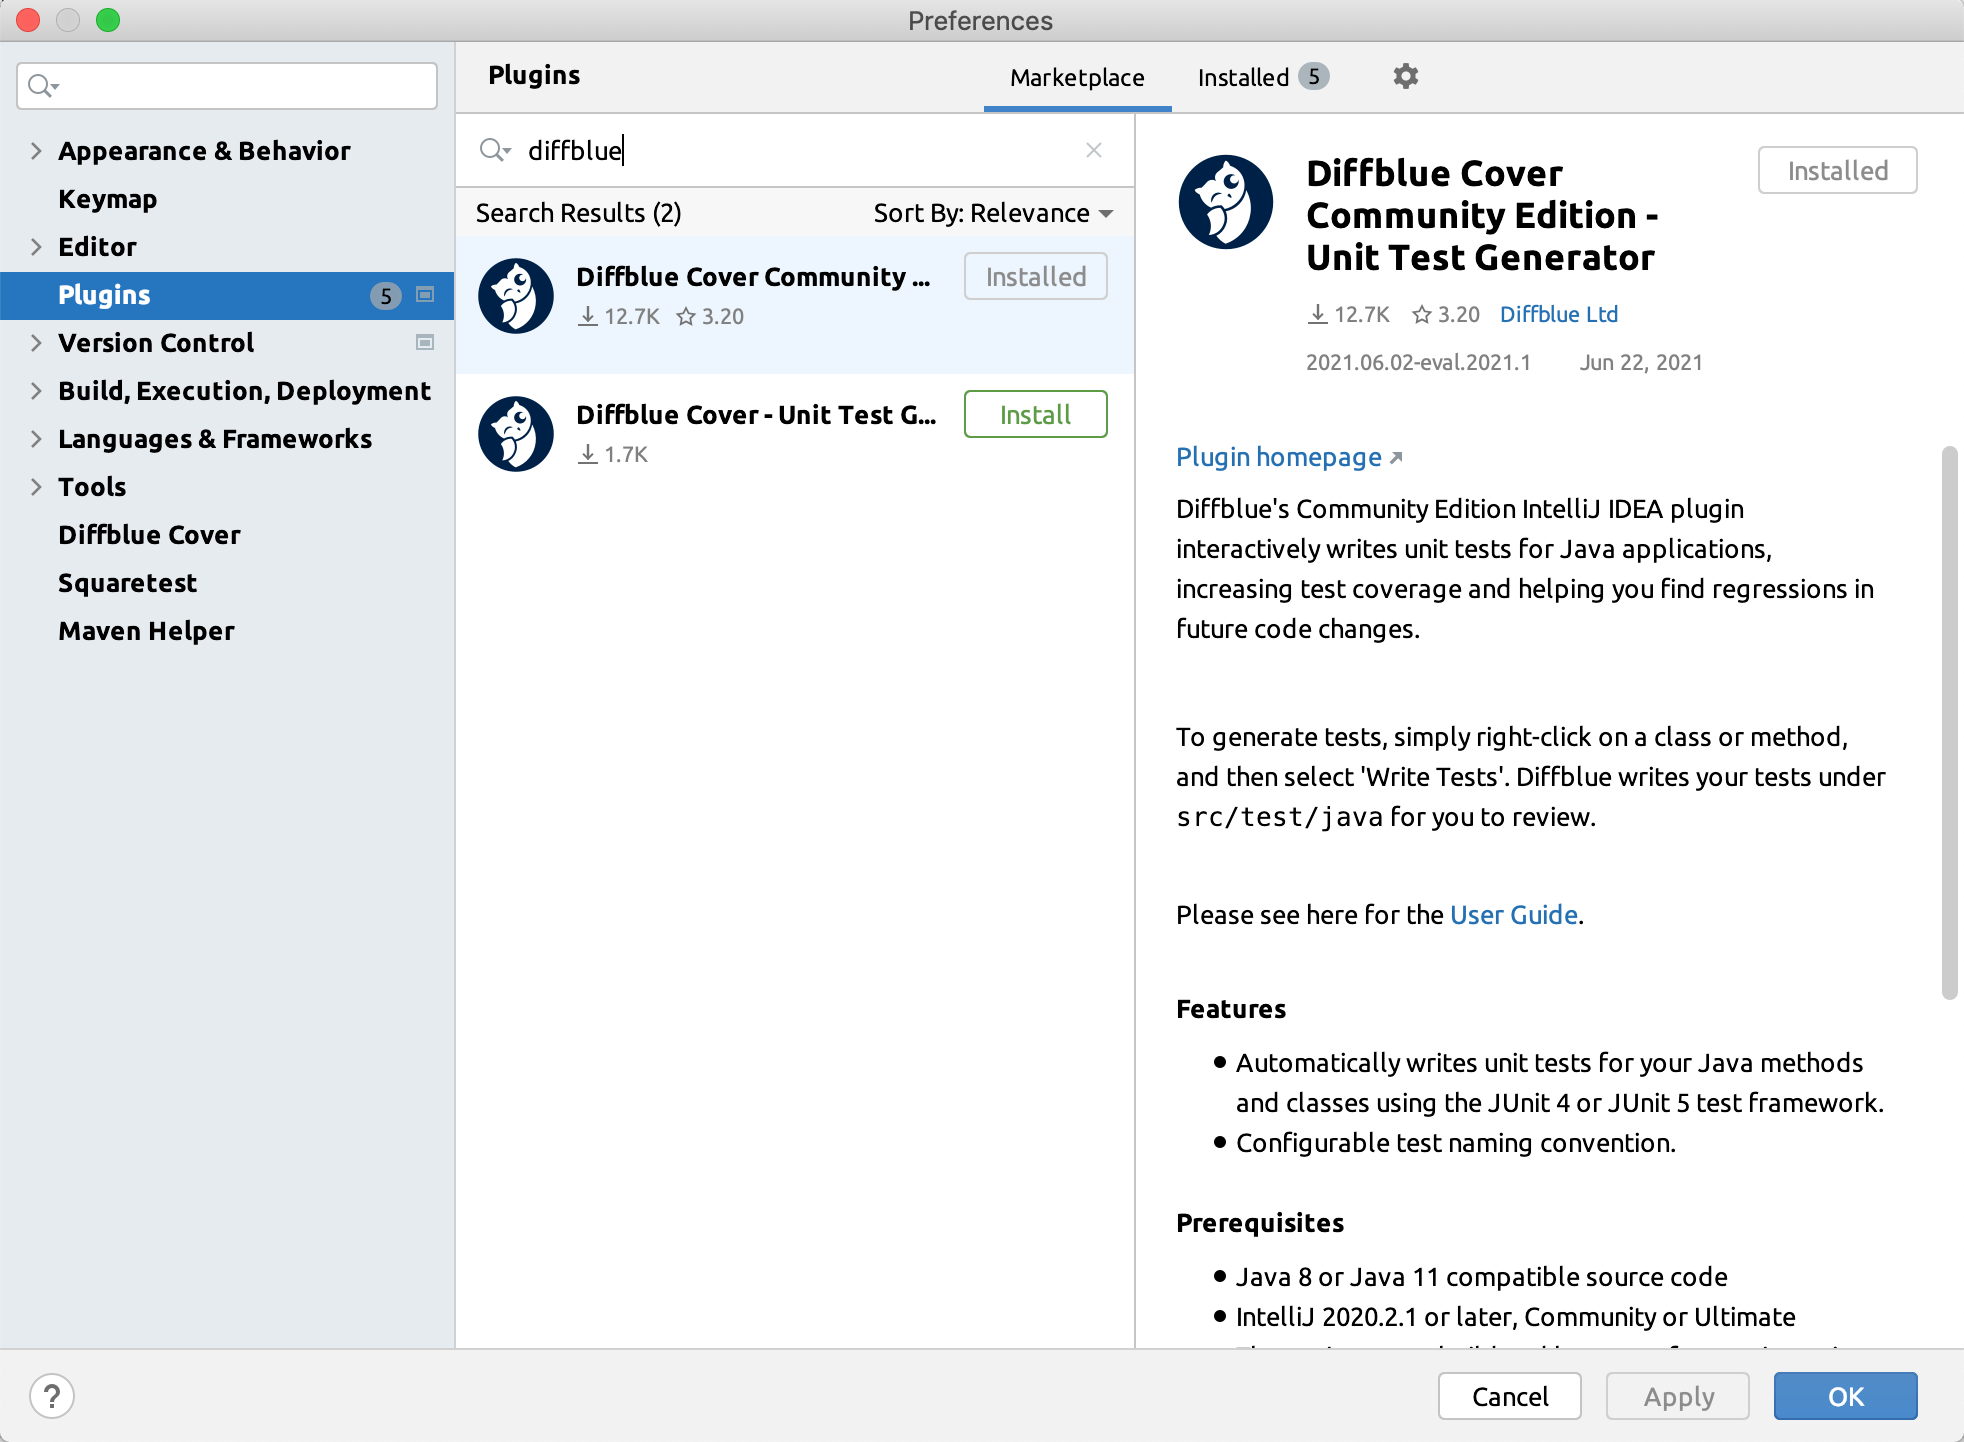 Preferences
Appearance & Behavior
Keymap
Editor
Plugins 5
Version Control
Build, Execution, Deployment
Languages & Frameworks
Tools
Diffblue Cover
Squaretest
Maven Helper
Plugins
Marketplace
Installed 5
diffblue
Search Results (2)
Sort By: Relevance
Diffblue Cover Community ...
Installed
12.7K 3.20
Diffblue Cover - Unit Test G...
Install
1.7K
Diffblue Cover
Community Edition -
Unit Test Generator
Installed
12.7K 3.20 Diffblue Ltd
2021.06.02-eval.2021.1 Jun 22, 2021
Plugin homepage
Diffblue's Community Edition IntelliJ IDEA plugin
interactively writes unit tests for Java applications,
increasing test coverage and helping you find regressions in
future code changes.
To generate tests, simply right-click on a class or method,
and then select 'Write Tests'. Diffblue writes your tests under
src/test/java for you to review.
Please see here for the User Guide.
Features
● Automatically writes unit tests for your Java methods
and classes using the JUnit 4 or JUnit 5 test framework.
● Configurable test naming convention.
Prerequisites
● Java 8 or Java 11 compatible source code
● IntelliJ 2020.2.1 or later, Community or Ultimate
?
Cancel
Apply
OK